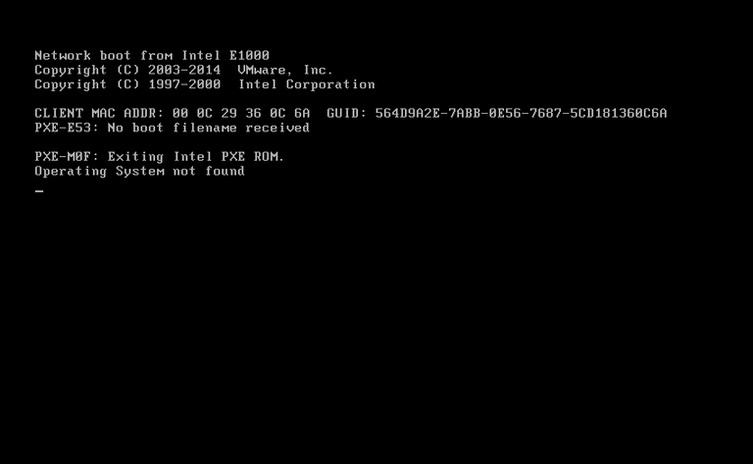 Network boot from Intel E1000
Copyright (C) 2003-2014  VMware, Inc.
Copyright (C) 1997-2000  Intel Corporation
CLIENT MAC ADDR: 00 0C 29 36 0C 6A  GUID: 564D9A2E-7ABB-0E56-7687-5CD181360C6A
PXE-E53: No boot filename received
PXE-M0F: Exiting Intel PXE ROM.
Operating System not found